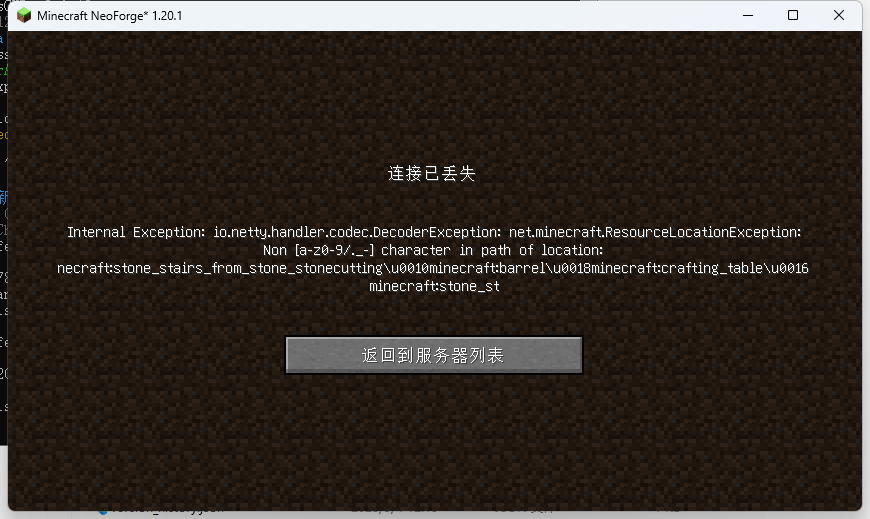 Minecraft NeoForge* 1.20.1
连接已丢失
Internal Exception: io.netty.handler.codec.DecoderException: net.minecraft.ResourceLocationException:
Non [a-z0-9/._-] character in path of location:
necraft:stone_stairs_from_stone_stonecutting\u0010minecraft:barrel\u0018minecraft:crafting_table\u0016
minecraft:stone_st
返回到服务器列表